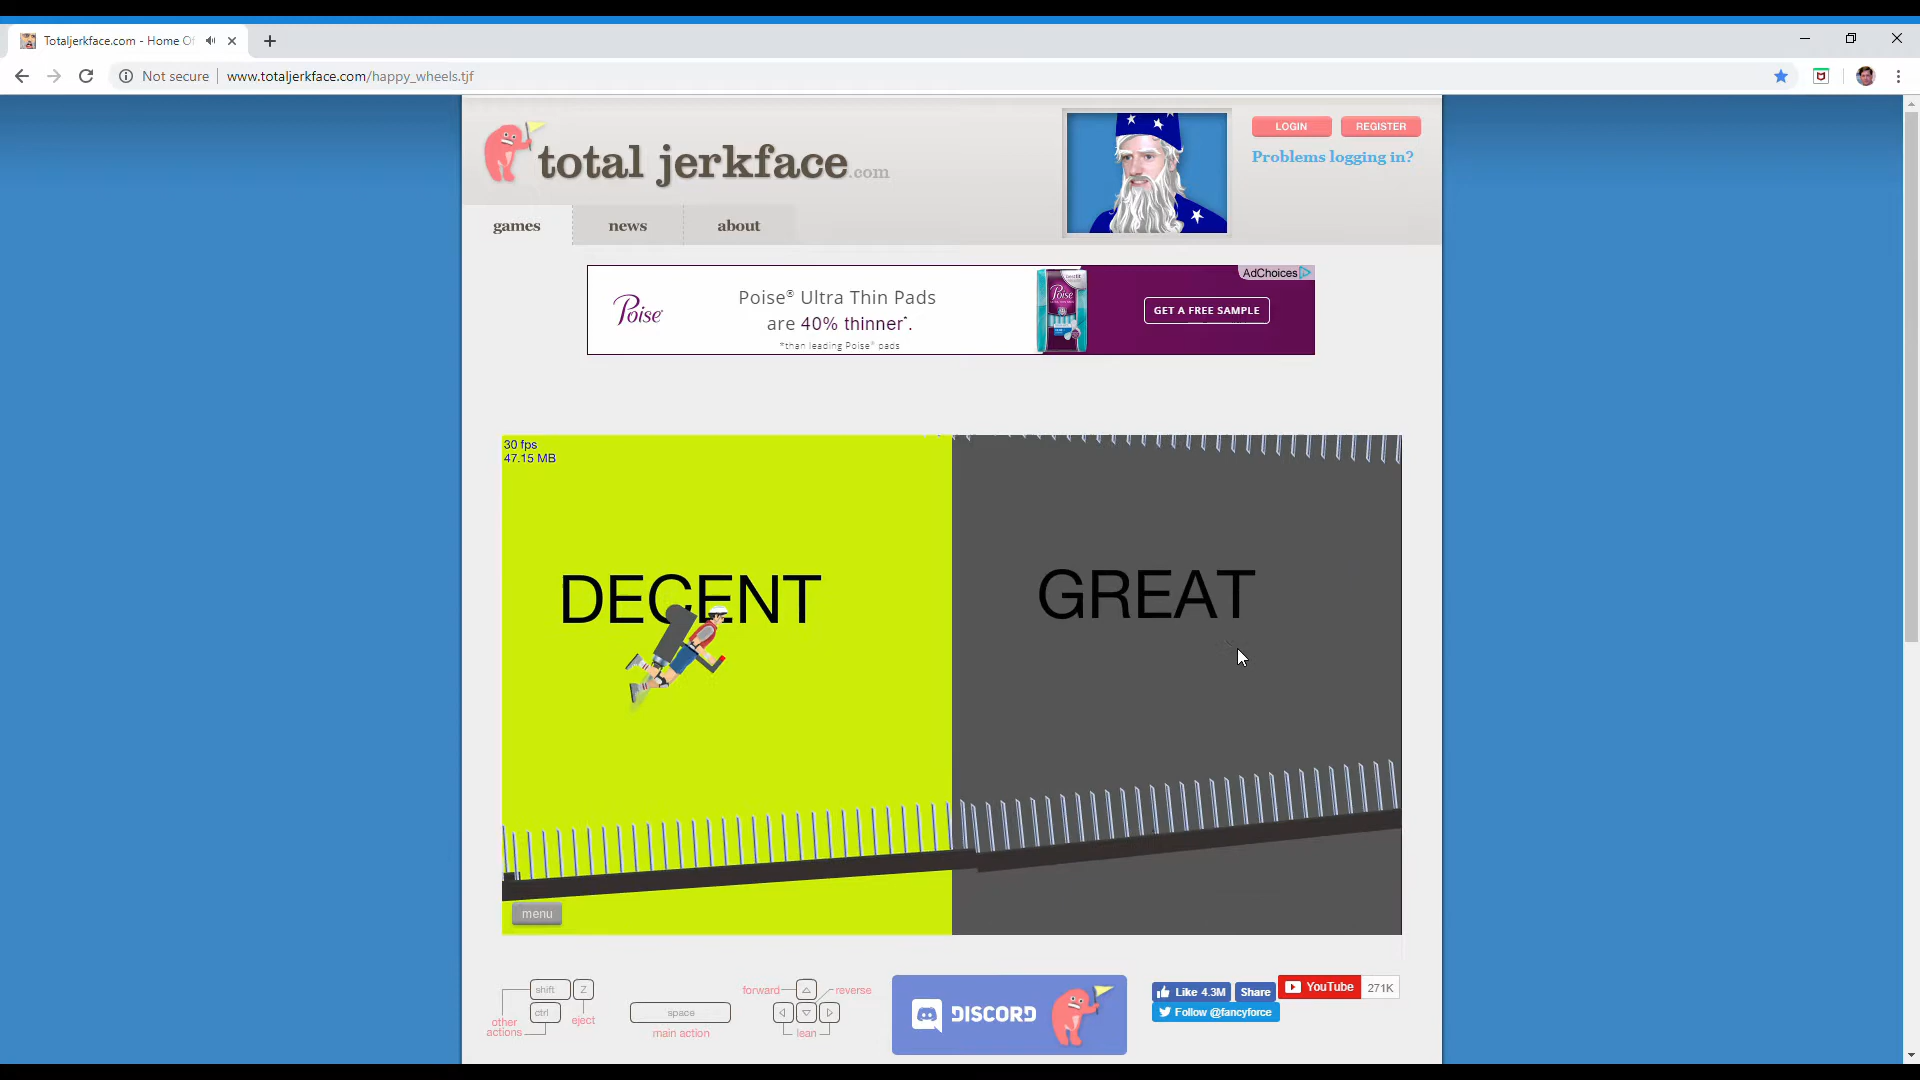 Totaljerkface.com - Home Of
Not secure www.totaljerkface.com/happy_wheels.tjf
total jerkface.com
LOGIN REGISTER
Problems logging in?
games news about
AdChoices
Poise
Poise® Ultra Thin Pads
are 40% thinner*.
*than leading Poise® pads
Poise
GET A FREE SAMPLE
30 fps
47.15 MB
DECENT
GREAT
menu
shift Z
ctrl
other
actions
eject
space
main action
forward reverse
lean
DISCORD
Like 4.3M Share YouTube 271K
Follow @fancyforce